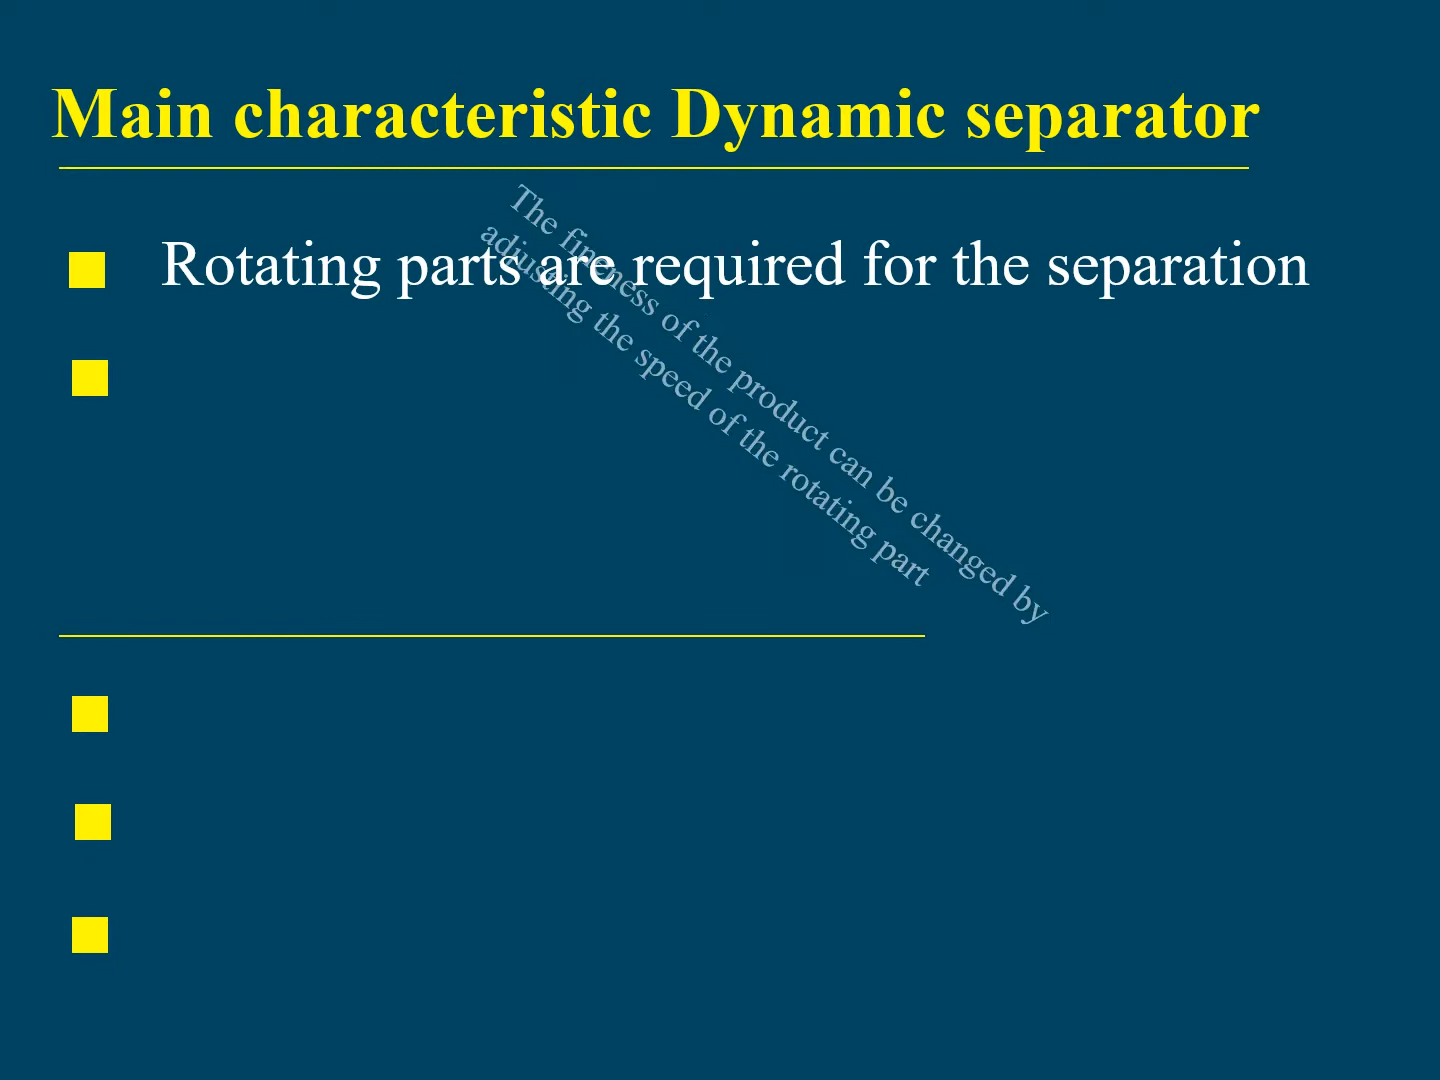 Main characteristic Dynamic separator
Rotating parts are required for the separation
The fineness of the product can be changed by
adjusting the speed of the rotating part